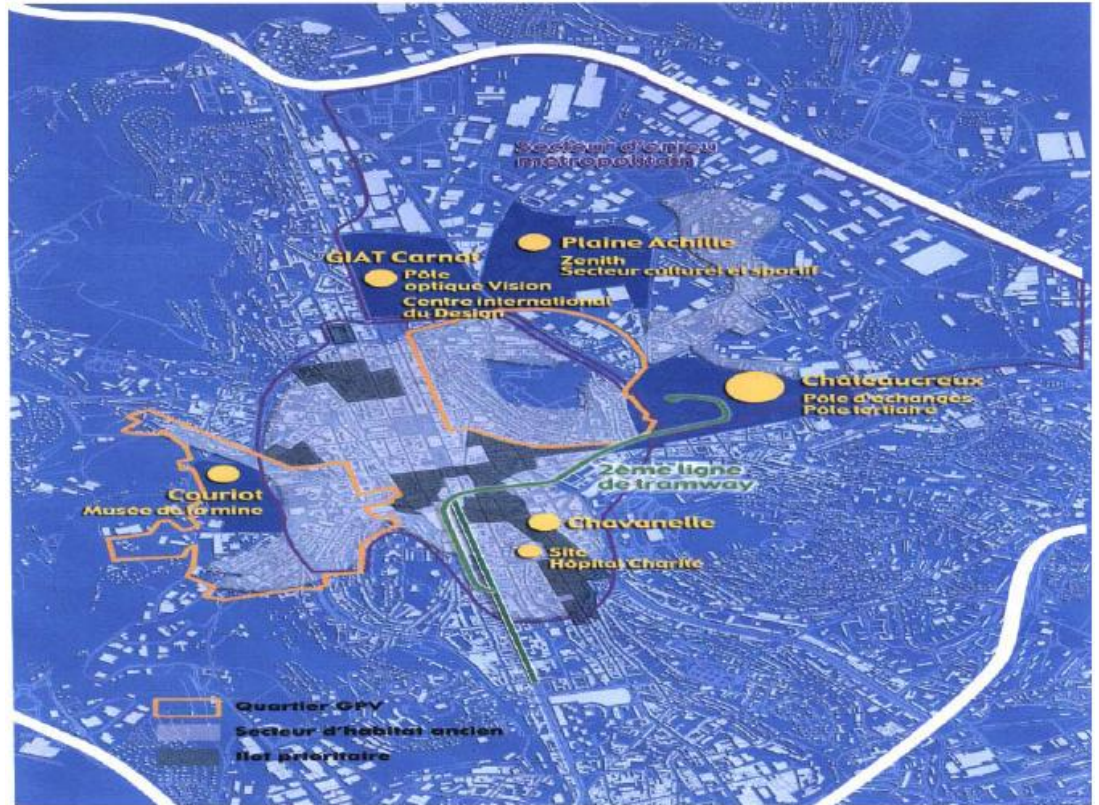 Secteur d'enjeu
métropolitain
Plaine Achille
Zenith
Secteur culturel et sportif
GIAT Carnot
Pôle
optique Vision
Centre international
du Design
Châteaucreux
Pôle d'échanges
Pôle tertiaire
2ème ligne
de tramway
Couriot
Musée de la mine
Chavanelle
Site
Hôpital Charité
Quartier GPV
Secteur d'habitat ancien
Ilot prioritaire